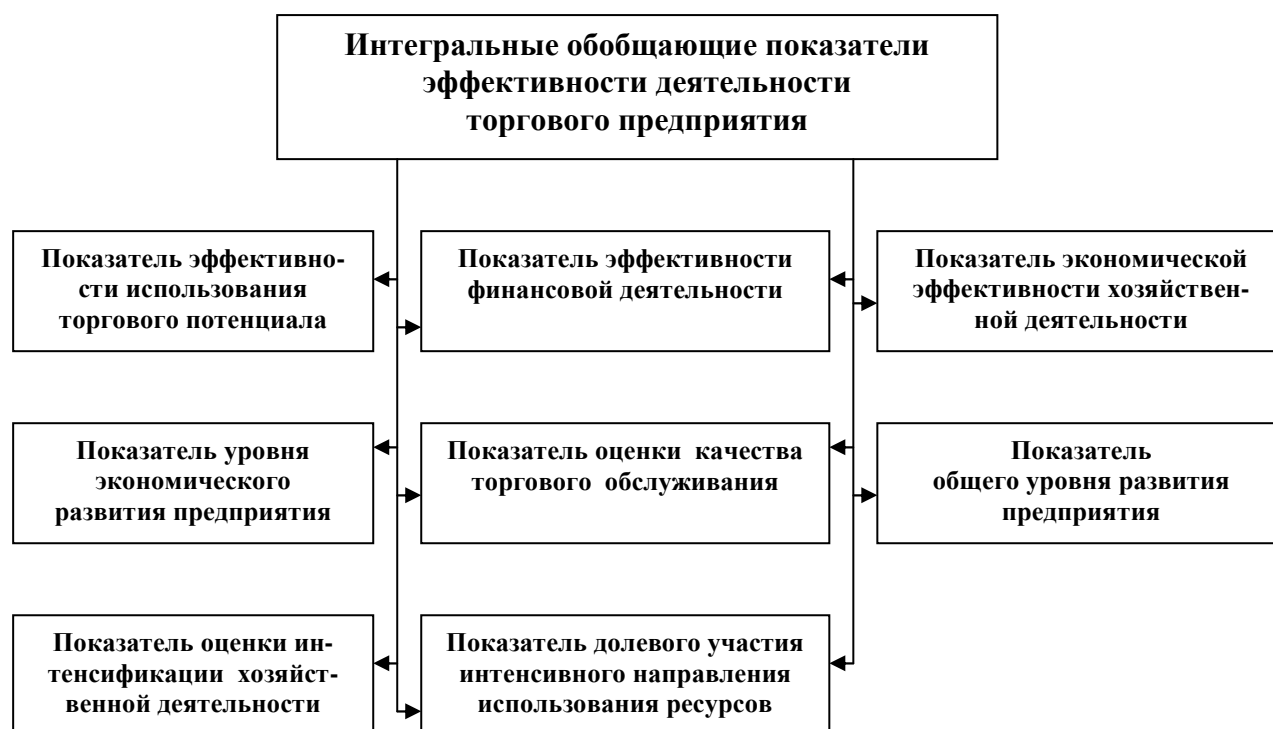 Интегральные обобщающие показатели
эффективности деятельности
торгового предприятия
Показатель эффективно-
сти использования
торгового потенциала
Показатель эффективности
финансовой деятельности
Показатель экономической
эффективности хозяйствен-
ной деятельности
Показатель уровня
экономического
развития предприятия
Показатель оценки качества
торгового обслуживания
Показатель
общего уровня развития
предприятия
Показатель оценки ин-
тенсификации хозяйст-
венной деятельности
Показатель долевого участия
интенсивного направления
использования ресурсов